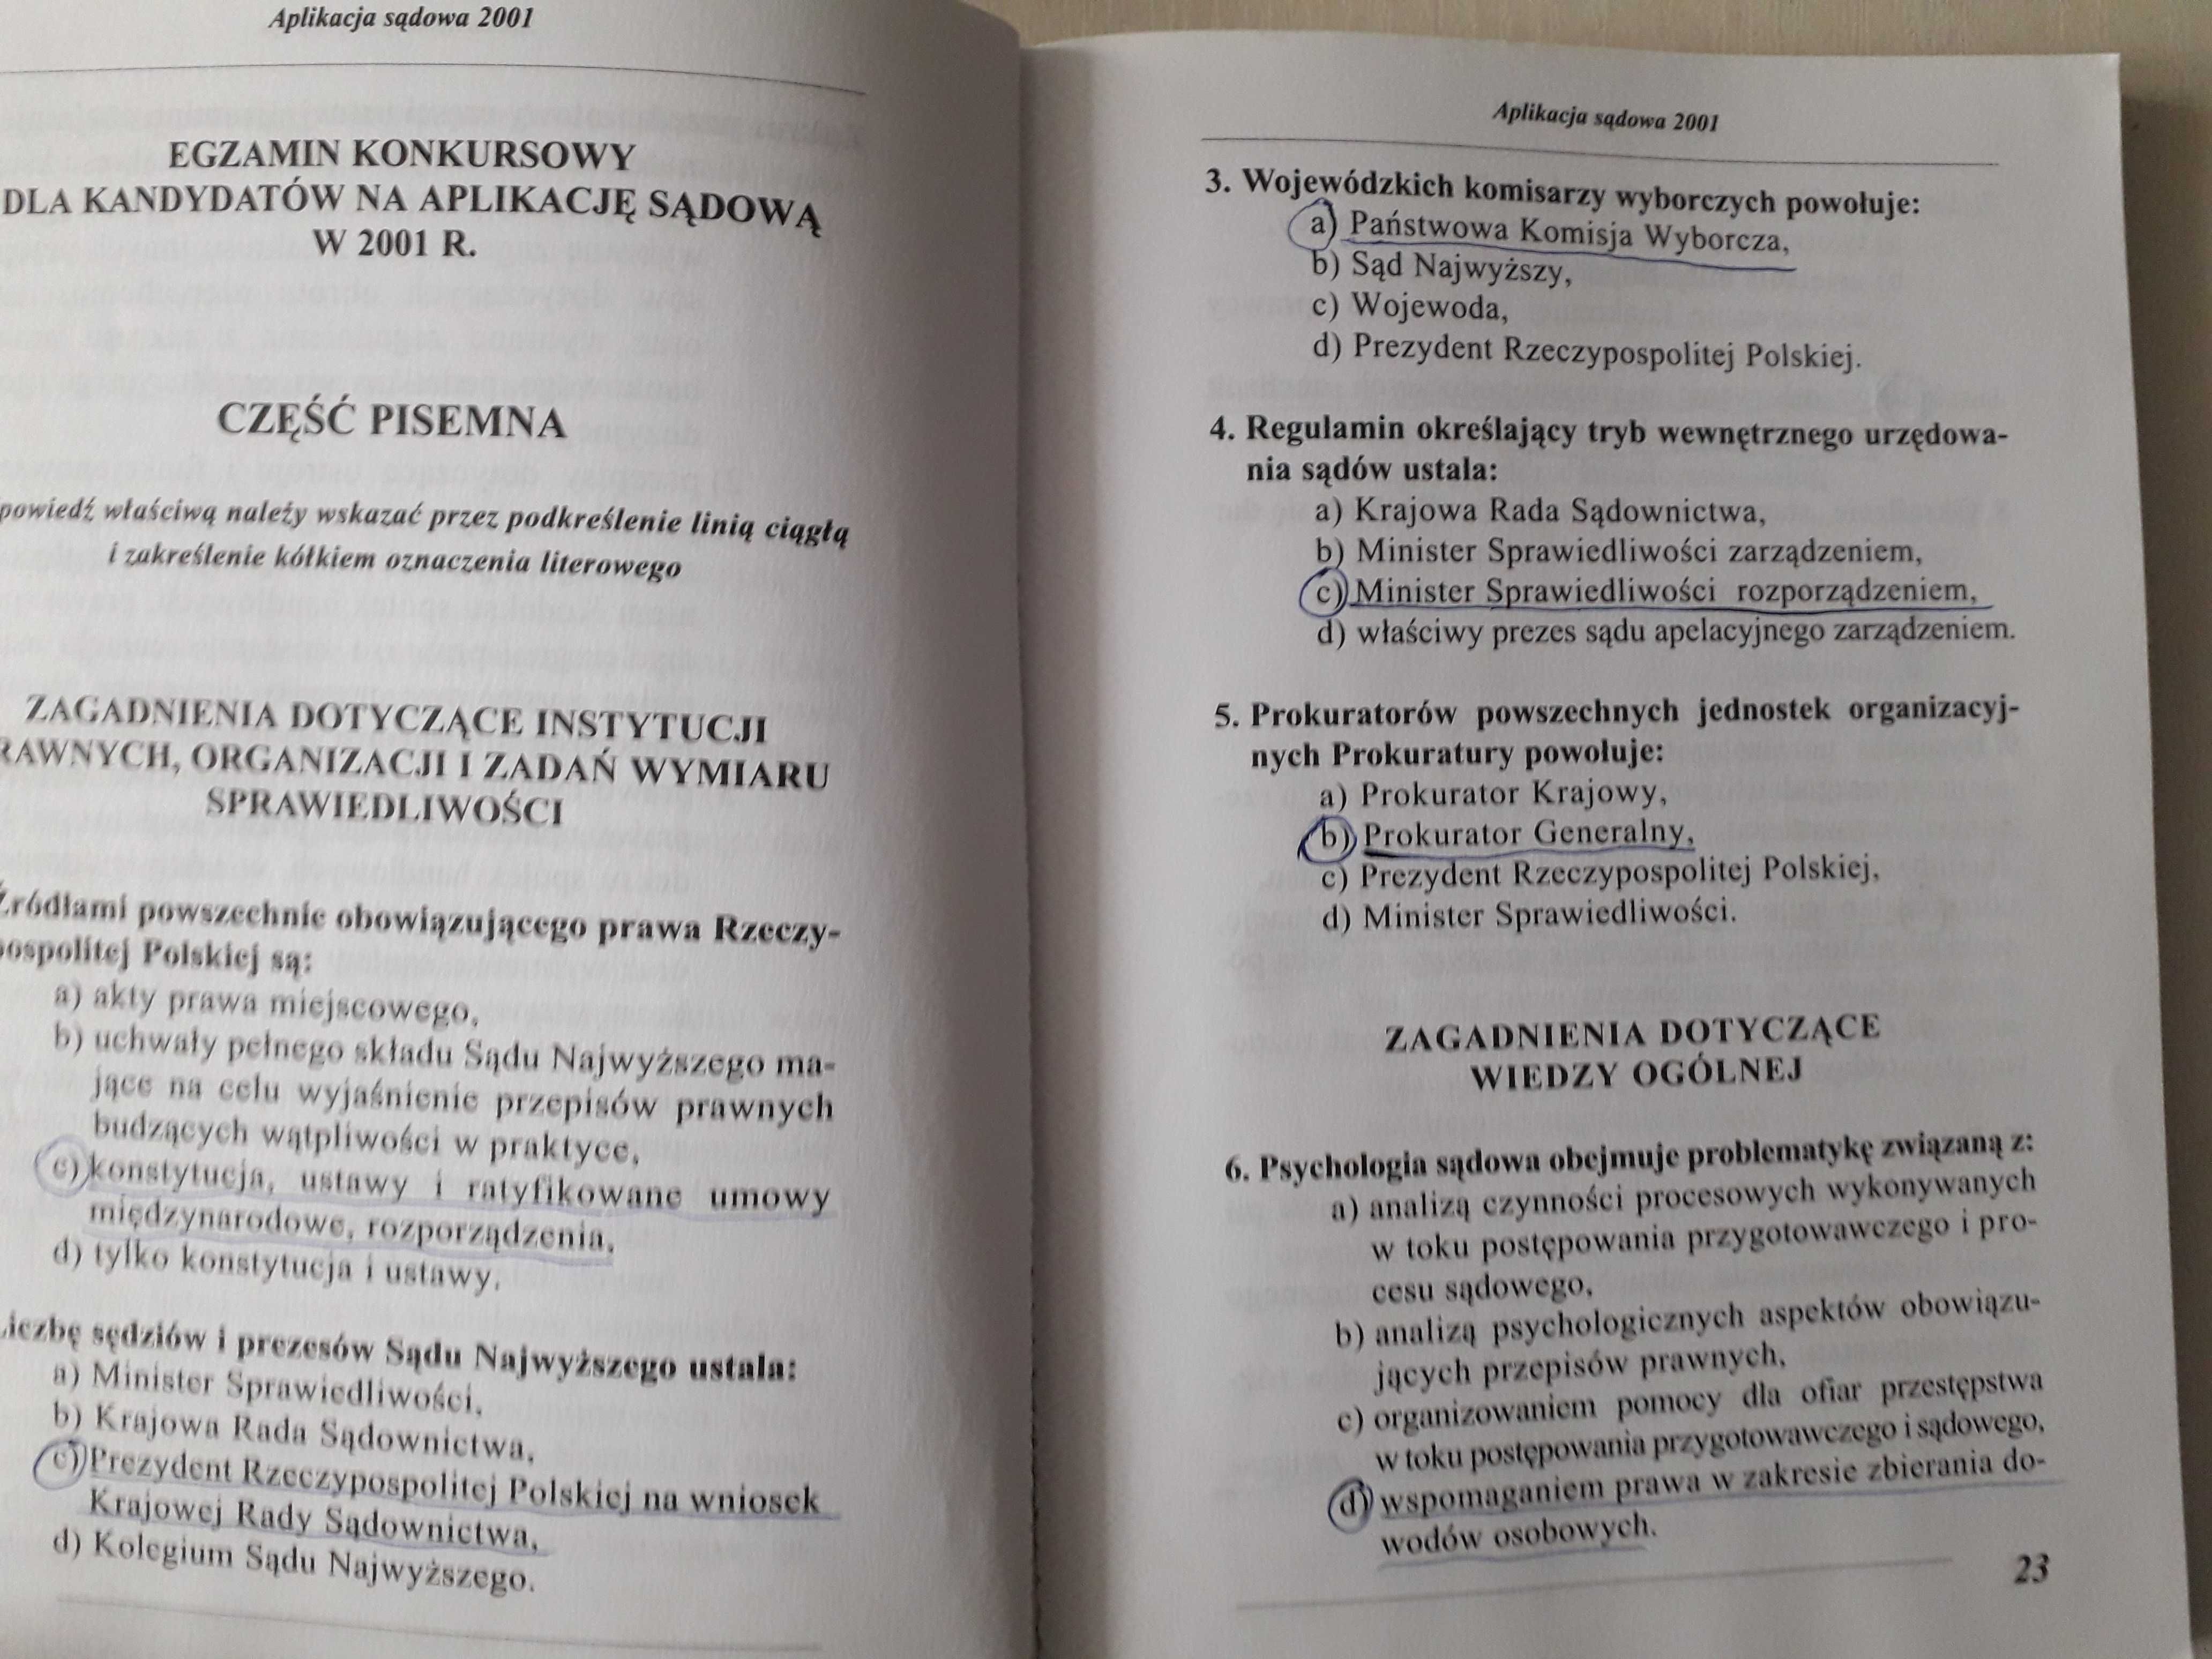 Aplikacja sądowa 2001
EGZAMIN KONKURSOWY
DLA KANDYDATÓW NA APLIKACJĘ SĄDOWĄ
W 2001 R.
CZĘŚĆ PISEMNA
powiedź właściwą należy wskazać przez podkreślenie linią ciągłą
i zakreślenie kółkiem oznaczenia literowego
ZAGADNIENIA DOTYCZĄCE INSTYTUCJI
RAWNYCH, ORGANIZACJI I ZADAŃ WYMIARU
SPRAWIEDLIWOŚCI
Źródłami powszechnie obowiązującego prawa Rzeczy-
pospolitej Polskiej są:
a) akty prawa miejscowego,
b) uchwały pełnego składu Sądu Najwyższego ma-
jące na celu wyjaśnienie przepisów prawnych
budzących wątpliwości w praktyce,
c) konstytucja, ustawy i ratyfikowane umowy
międzynarodowe, rozporządzenia,
d) tylko konstytucja i ustawy.
Liczbę sędziów i prezesów Sądu Najwyższego ustala:
a) Minister Sprawiedliwości,
b) Krajowa Rada Sądownictwa,
c) Prezydent Rzeczypospolitej Polskiej na wniosek
Krajowej Rady Sądownictwa,
d) Kolegium Sądu Najwyższego.
Aplikacja sądowa 2001
3. Wojewódzkich komisarzy wyborczych powołuje:
a) Państwowa Komisja Wyborcza,
b) Sąd Najwyższy,
c) Wojewoda,
d) Prezydent Rzeczypospolitej Polskiej.
4. Regulamin określający tryb wewnętrznego urzędowa-
nia sądów ustala:
a) Krajowa Rada Sądownictwa,
b) Minister Sprawiedliwości zarządzeniem,
c) Minister Sprawiedliwości rozporządzeniem,
d) właściwy prezes sądu apelacyjnego zarządzeniem.
5. Prokuratorów powszechnych jednostek organizacyj-
nych Prokuratury powołuje:
a) Prokurator Krajowy,
b) Prokurator Generalny,
c) Prezydent Rzeczypospolitej Polskiej,
d) Minister Sprawiedliwości.
ZAGADNIENIA DOTYCZĄCE
WIEDZY OGÓLNEJ
6. Psychologia sądowa obejmuje problematykę związaną z:
a) analizą czynności procesowych wykonywanych
w toku postępowania przygotowawczego i pro-
cesu sądowego,
b) analizą psychologicznych aspektów obowiązu-
jących przepisów prawnych,
c) organizowaniem pomocy dla ofiar przestępstwa
w toku postępowania przygotowawczego i sądowego,
d) wspomaganiem prawa w zakresie zbierania do-
wodów osobowych.
23